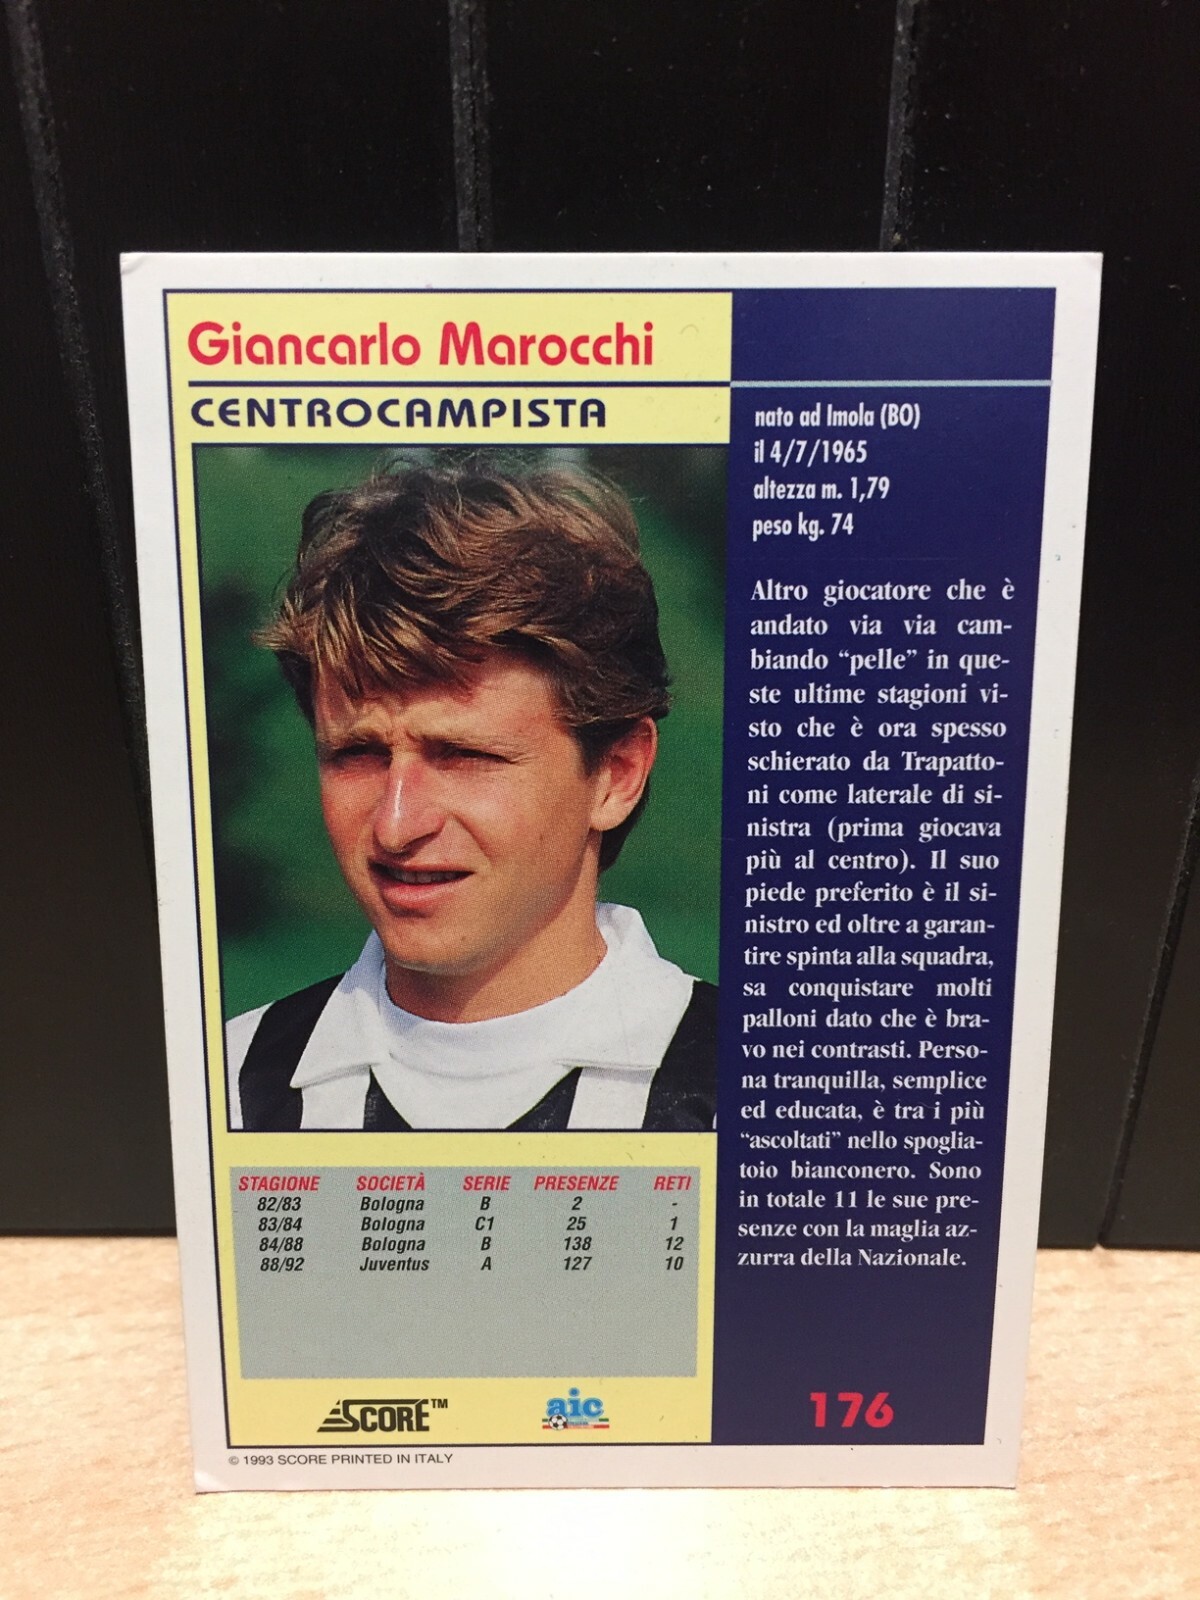 Giancarlo Marocchi
CENTROCAMPISTA
nato ad Imola (BO)
il 4/7/1965
altezza m. 1,79
peso kg. 74
Altro giocatore che è
andato via via cam-
biando “pelle” in que-
ste ultime stagioni vi-
sto che è ora spesso
schierato da Trapatto-
ni come laterale di si-
nistra (prima giocava
più al centro). Il suo
piede preferito è il si-
nistro ed oltre a garan-
tire spinta alla squadra,
sa conquistare molti
palloni dato che è bra-
vo nei contrasti. Perso-
na tranquilla, semplice
ed educata, è tra i più
“ascoltati” nello spoglia-
toio bianconero. Sono
in totale 11 le sue pre-
senze con la maglia az-
zurra della Nazionale.
STAGIONE SOCIETÀ SERIE PRESENZE RETI
82/83 Bologna B 2 -
83/84 Bologna C1 25 1
84/88 Bologna B 138 12
88/92 Juventus A 127 10
SCORE™
aic
176
© 1993 SCORE PRINTED IN ITALY